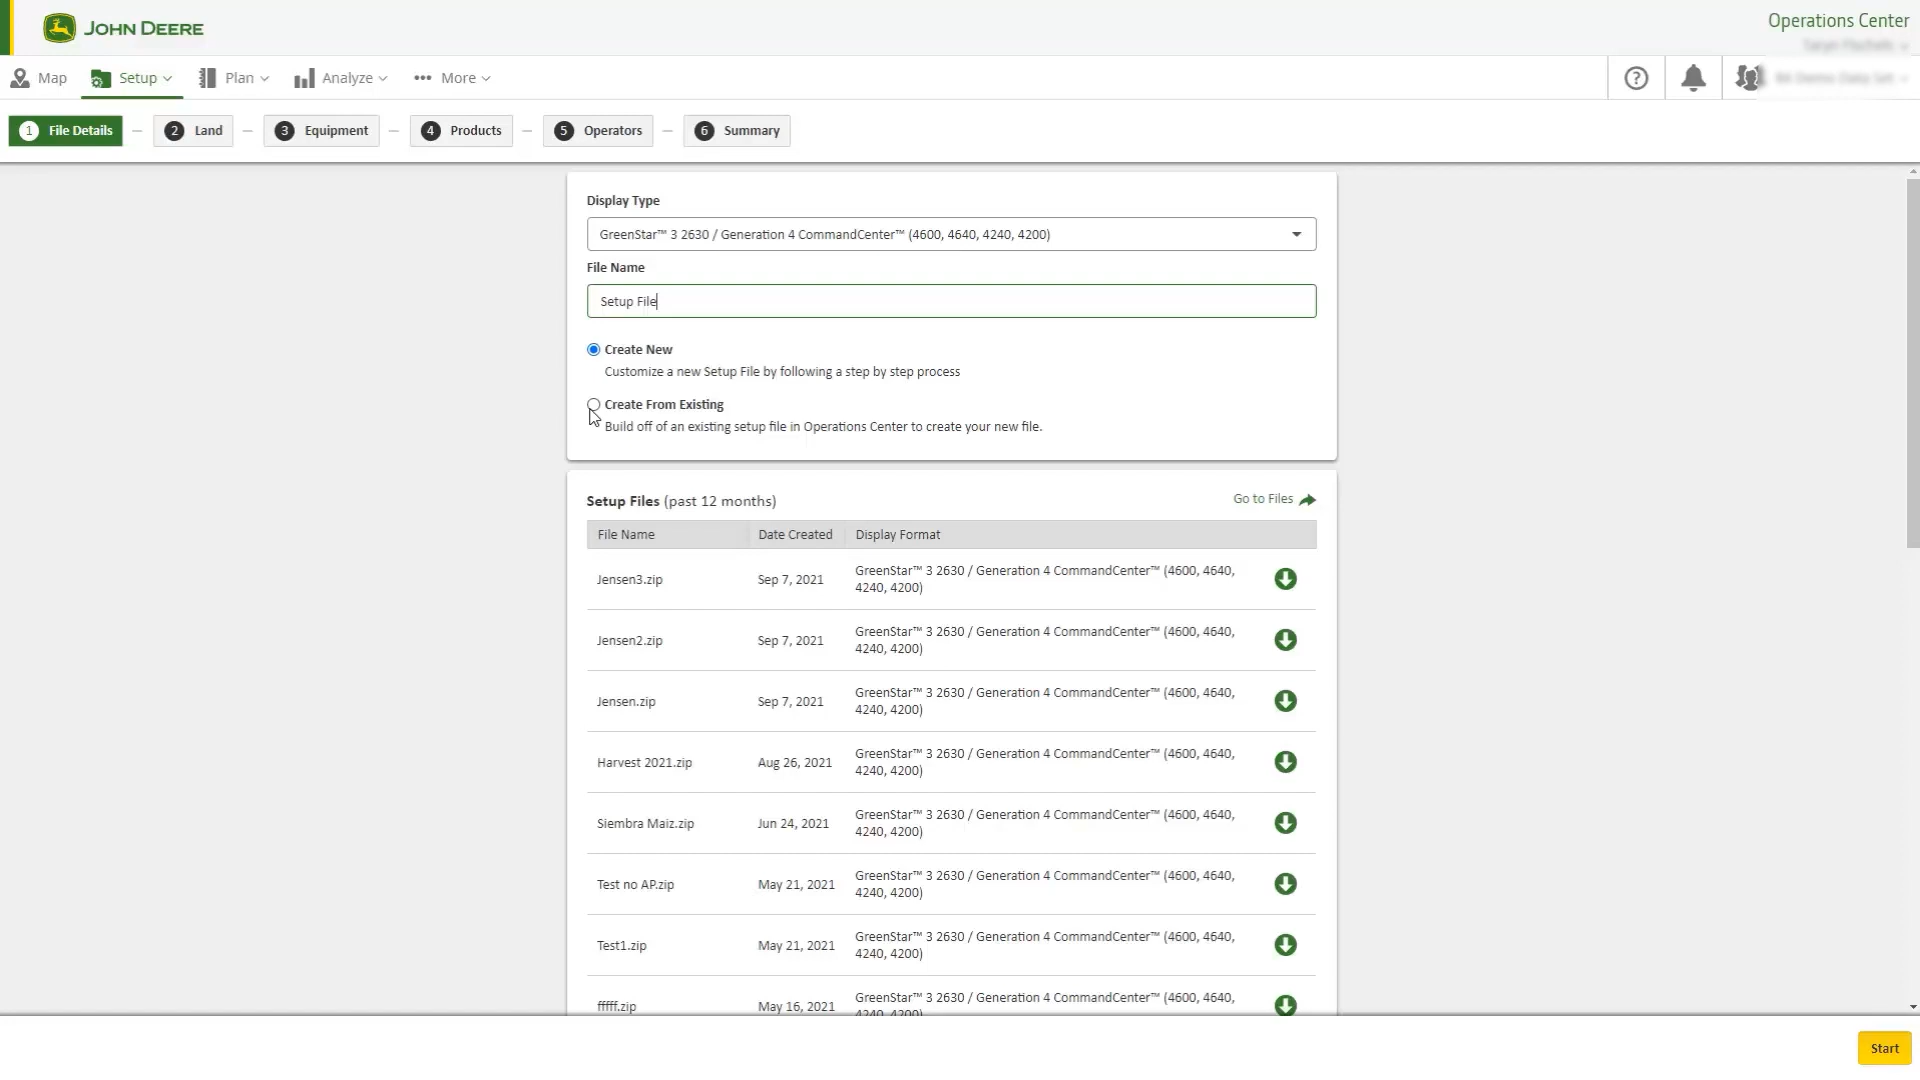 JOHN DEERE
Operations Center
Map
Setup
Plan
Analyze
More
1 File Details
2 Land
3 Equipment
4 Products
5 Operators
6 Summary
Display Type
GreenStar™ 3 2630 / Generation 4 CommandCenter™ (4600, 4640, 4240, 4200)
File Name
Setup File
Create New
Customize a new Setup File by following a step by step process
Create From Existing
Build off of an existing setup file in Operations Center to create your new file.
Setup Files (past 12 months)
Go to Files
File Name Date Created Display Format
Jensen3.zip Sep 7, 2021 GreenStar™ 3 2630 / Generation 4 CommandCenter™ (4600, 4640,
4240, 4200)
Jensen2.zip Sep 7, 2021 GreenStar™ 3 2630 / Generation 4 CommandCenter™ (4600, 4640,
4240, 4200)
Jensen.zip Sep 7, 2021 GreenStar™ 3 2630 / Generation 4 CommandCenter™ (4600, 4640,
4240, 4200)
Harvest 2021.zip Aug 26, 2021 GreenStar™ 3 2630 / Generation 4 CommandCenter™ (4600, 4640,
4240, 4200)
Siembra Maiz.zip Jun 24, 2021 GreenStar™ 3 2630 / Generation 4 CommandCenter™ (4600, 4640,
4240, 4200)
Test no AP.zip May 21, 2021 GreenStar™ 3 2630 / Generation 4 CommandCenter™ (4600, 4640,
4240, 4200)
Test1.zip May 21, 2021 GreenStar™ 3 2630 / Generation 4 CommandCenter™ (4600, 4640,
4240, 4200)
fffff.zip May 16, 2021 GreenStar™ 3 2630 / Generation 4 CommandCenter™ (4600, 4640,
4240, 4200)
Start